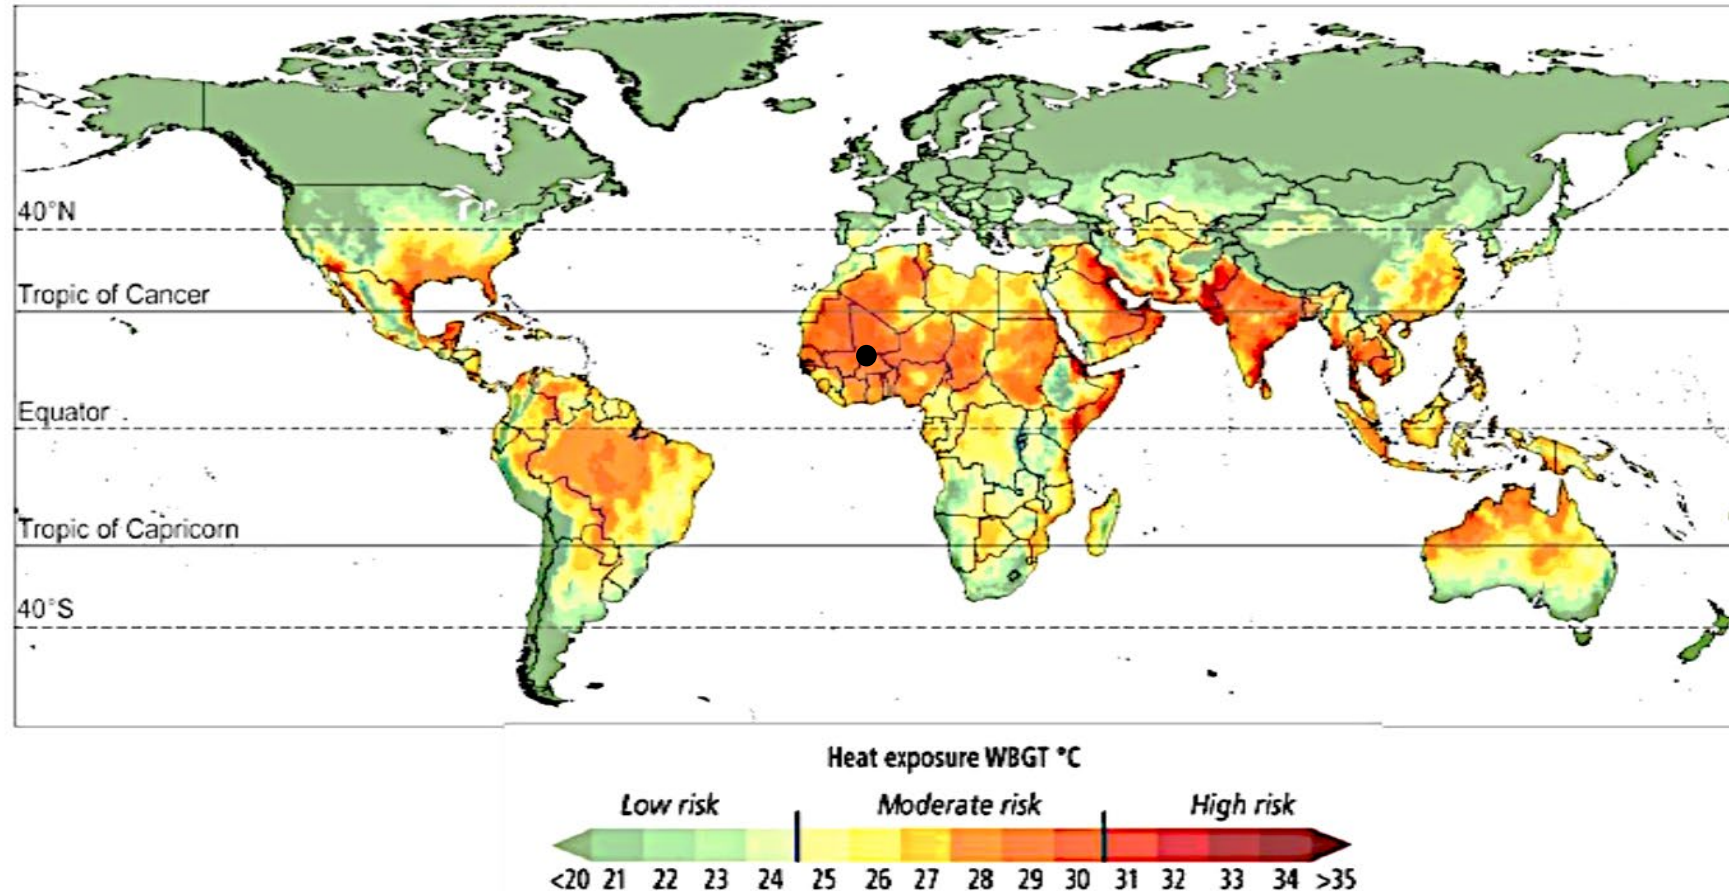 40°N
Tropic of Cancer
Equator
Tropic of Capricorn
40°S
Heat exposure WBGT °C
Low risk Moderate risk High risk
<20 21 22 23 24 25 26 27 28 29 30 31 32 33 34 >35